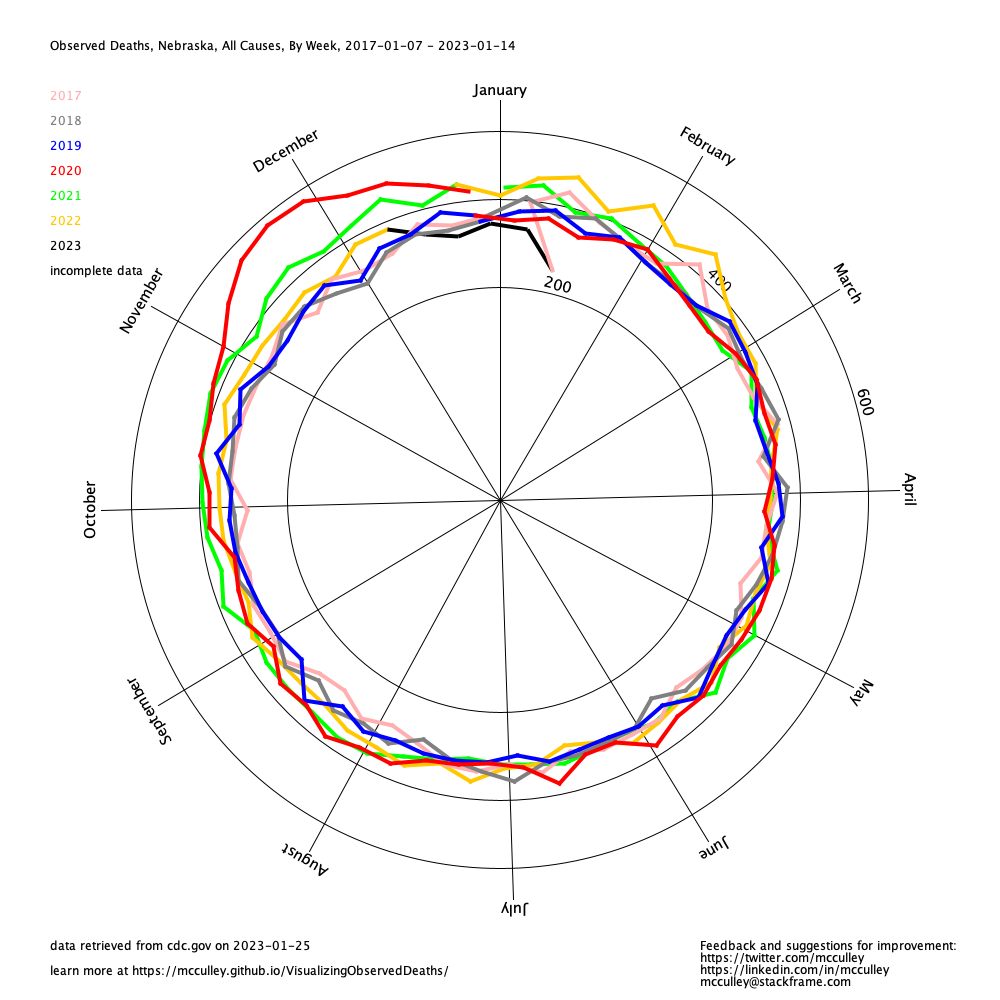 Observed Deaths, Nebraska, All Causes, By Week, 2017-01-07 - 2023-01-14
2017
2018
2019
2020
2021
2022
2023
incomplete data
January
February
March
April
May
June
July
August
September
October
November
December
200
400
600
data retrieved from cdc.gov on 2023-01-25
learn more at https://mcculley.github.io/VisualizingObservedDeaths/
Feedback and suggestions for improvement:
https://twitter.com/mcculley
https://linkedin.com/in/mcculley
mcculley@stackframe.com